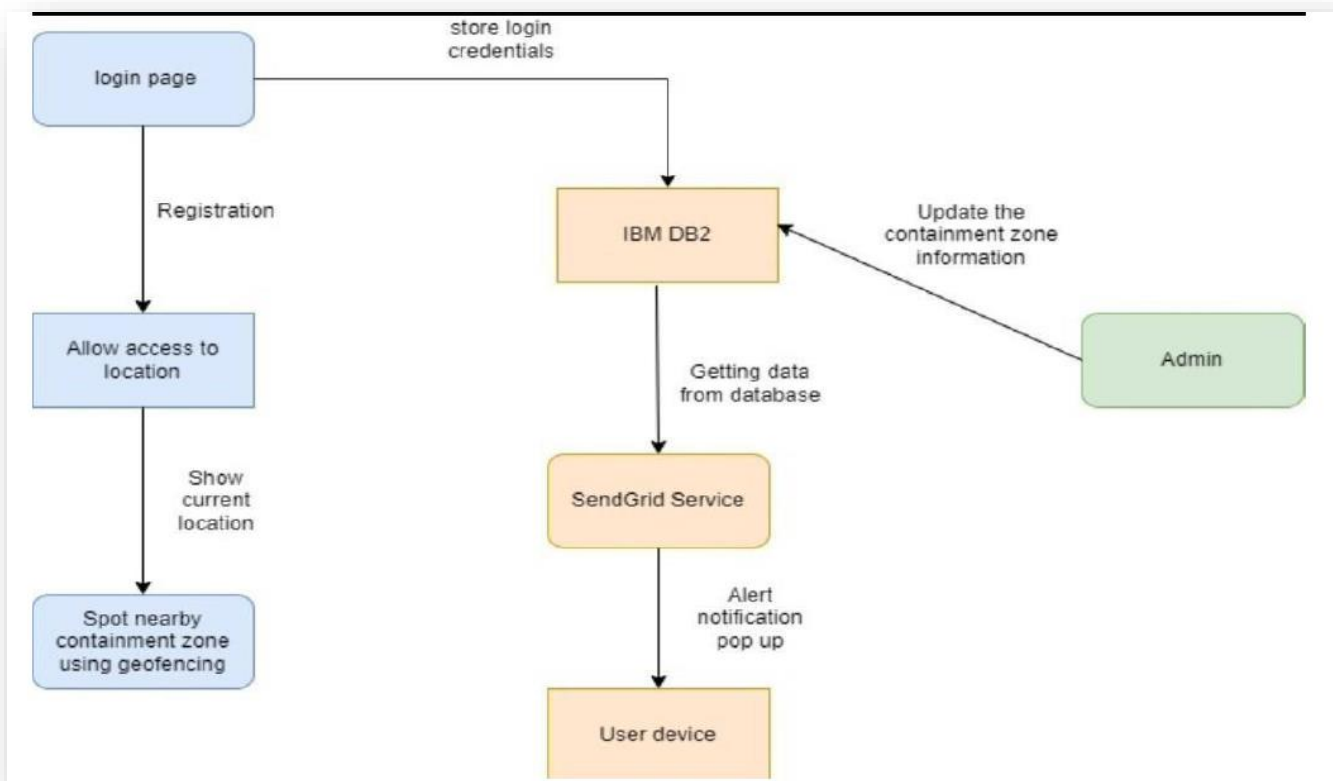 store login
credentials
login page
Registration
IBM DB2
Update the
containment zone
information
Allow access to
location
Getting data
from database
Admin
Show
current
location
SendGrid Service
Spot nearby
containment zone
using geofencing
Alert
notification
pop up
User device